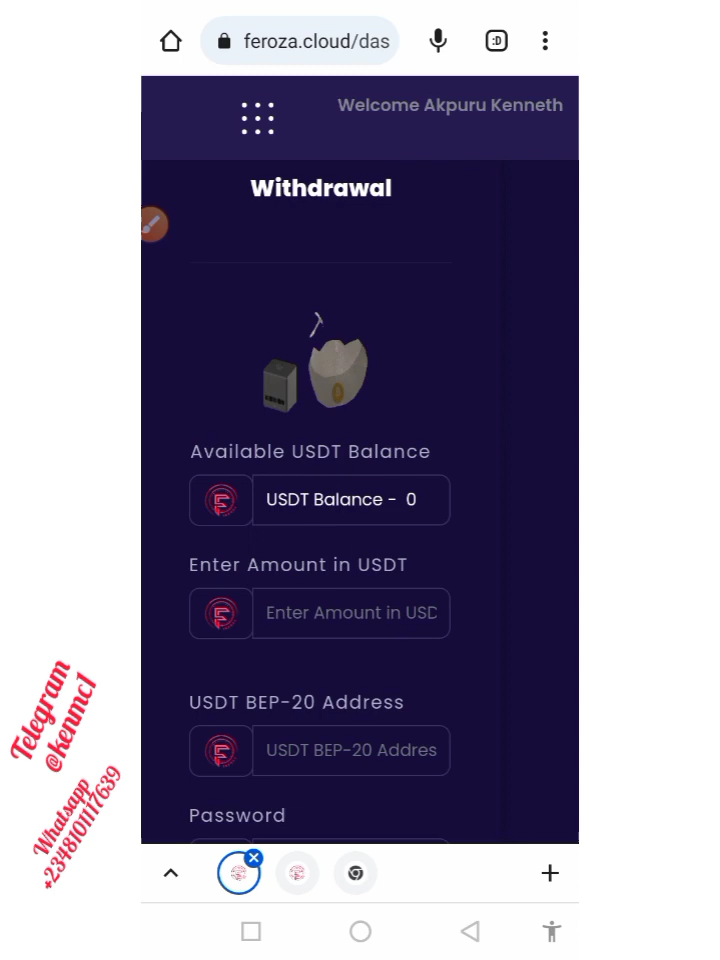 feroza.cloud/das
:D
Welcome Akpuru Kenneth
Withdrawal
Available USDT Balance
USDT Balance - 0
Enter Amount in USDT
Enter Amount in USD
USDT BEP-20 Address
USDT BEP-20 Addres
Password
Telegram
@kenmc1
Whatsapp
+2348101117639